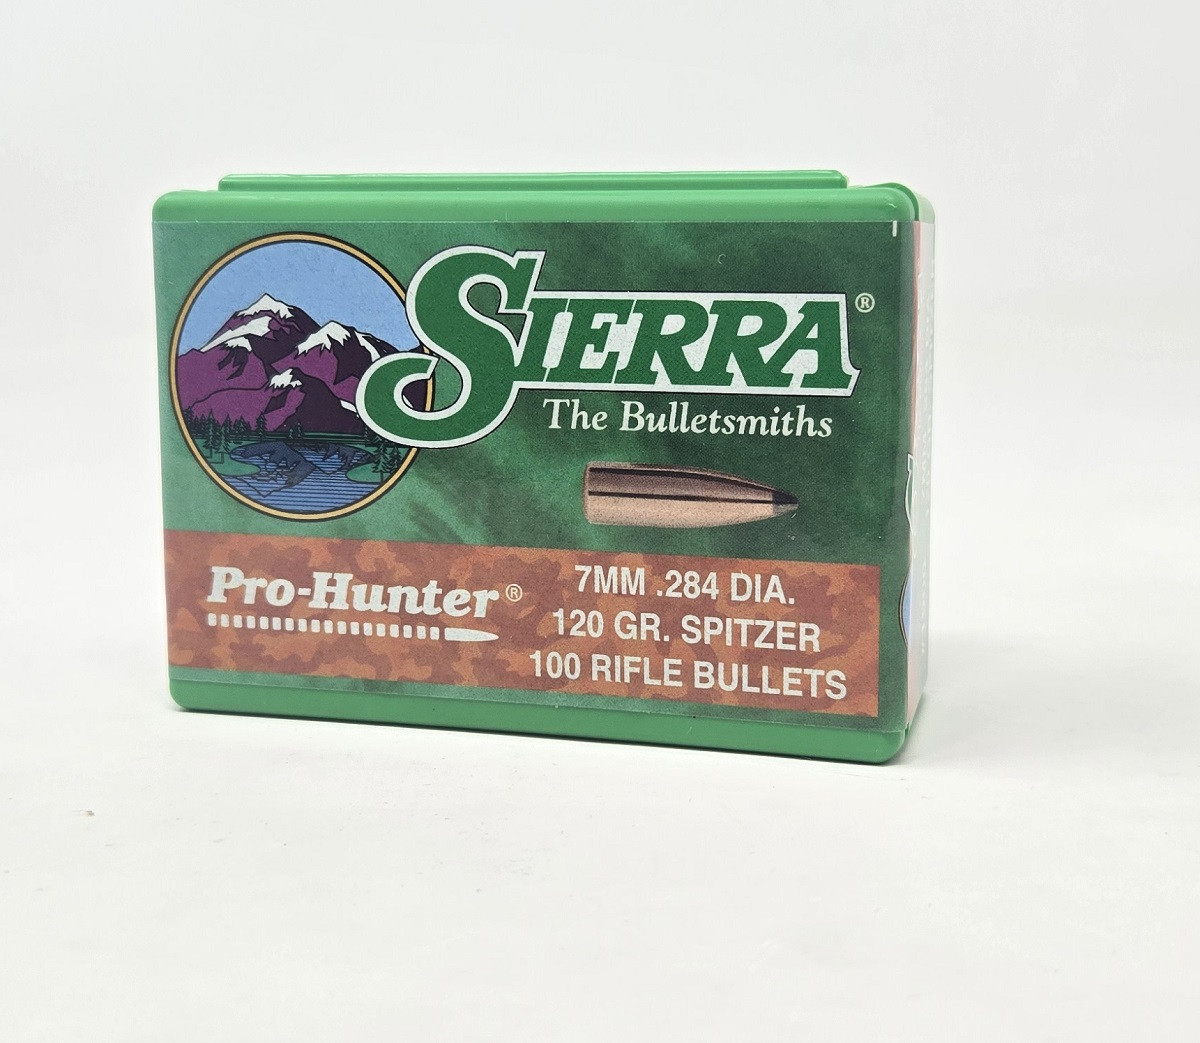 SIERRA®
The Bulletsmiths
Pro-Hunter®
7MM .284 DIA.
120 GR. SPITZER
100 RIFLE BULLETS